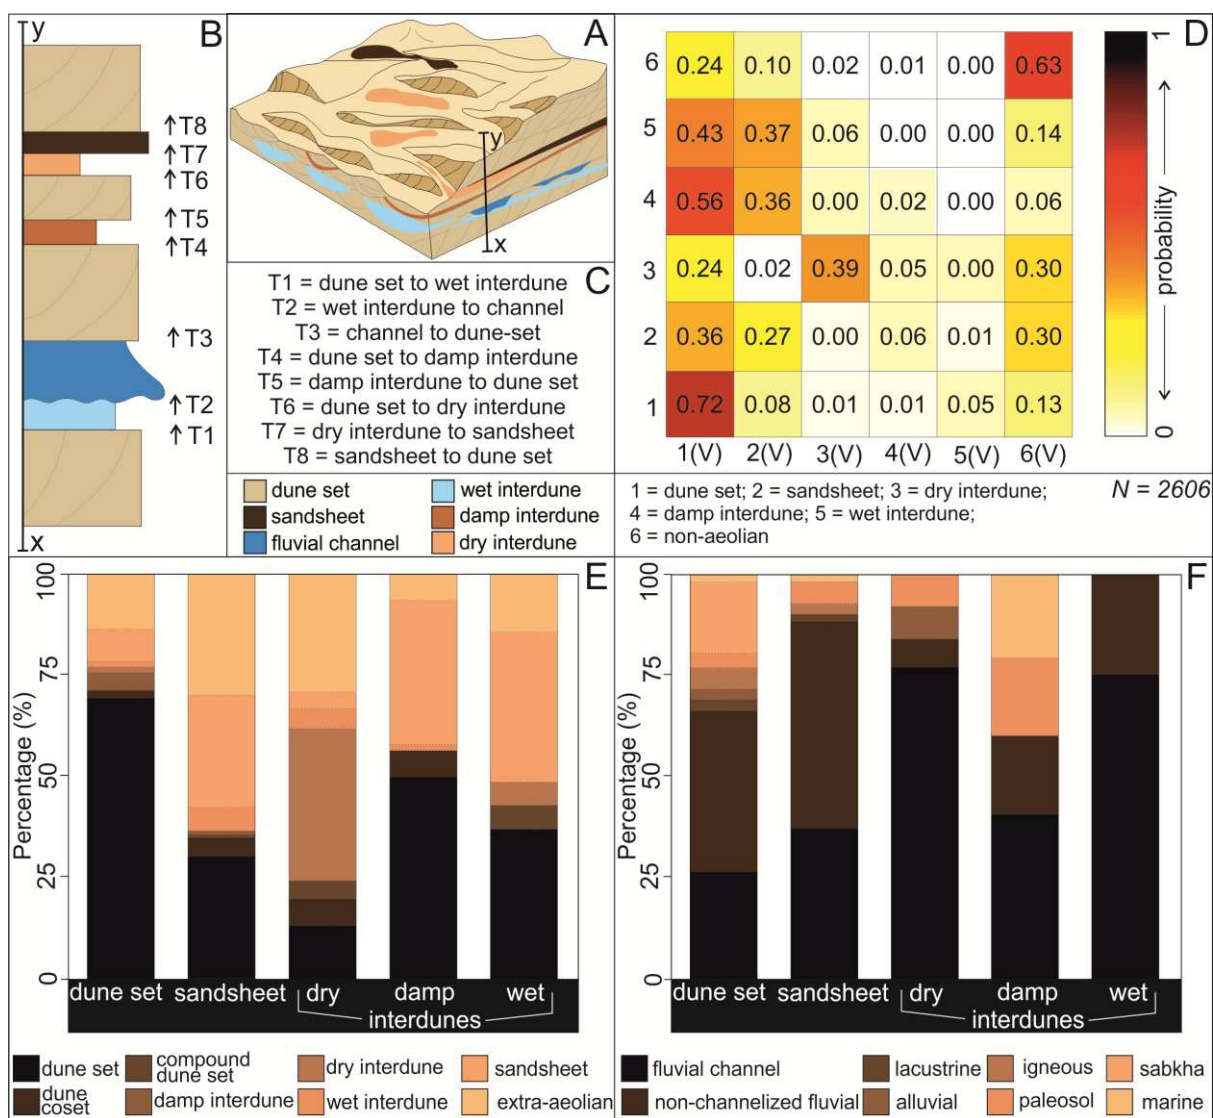 y
B
↑T8
↑T7
↑T6
↑T5
↑T4
↑T3
↑T2
↑T1
x
A
y
x
C
T1 = dune set to wet interdune
T2 = wet interdune to channel
T3 = channel to dune-set
T4 = dune set to damp interdune
T5 = damp interdune to dune set
T6 = dune set to dry interdune
T7 = dry interdune to sandsheet
T8 = sandsheet to dune set
dune set
wet interdune
sandsheet
damp interdune
fluvial channel
dry interdune
D
6 0.24 0.10 0.02 0.01 0.00 0.63
5 0.43 0.37 0.06 0.00 0.00 0.14
4 0.56 0.36 0.00 0.02 0.00 0.06
3 0.24 0.02 0.39 0.05 0.00 0.30
2 0.36 0.27 0.00 0.06 0.01 0.30
1 0.72 0.08 0.01 0.01 0.05 0.13
1(V) 2(V) 3(V) 4(V) 5(V) 6(V)
1
probability
0
1 = dune set; 2 = sandsheet; 3 = dry interdune;
4 = damp interdune; 5 = wet interdune;
6 = non-aeolian
N = 2606
E
Percentage (%)
100
75
50
25
0
dune set sandsheet dry damp wet
interdunes
dune set
compound
dune set
dry interdune
sandsheet
dune
coset
damp interdune
wet interdune
extra-aeolian
F
Percentage (%)
100
75
50
25
0
dune set sandsheet dry damp wet
interdunes
fluvial channel
lacustrine
igneous
sabkha
non-channelized fluvial
alluvial
paleosol
marine